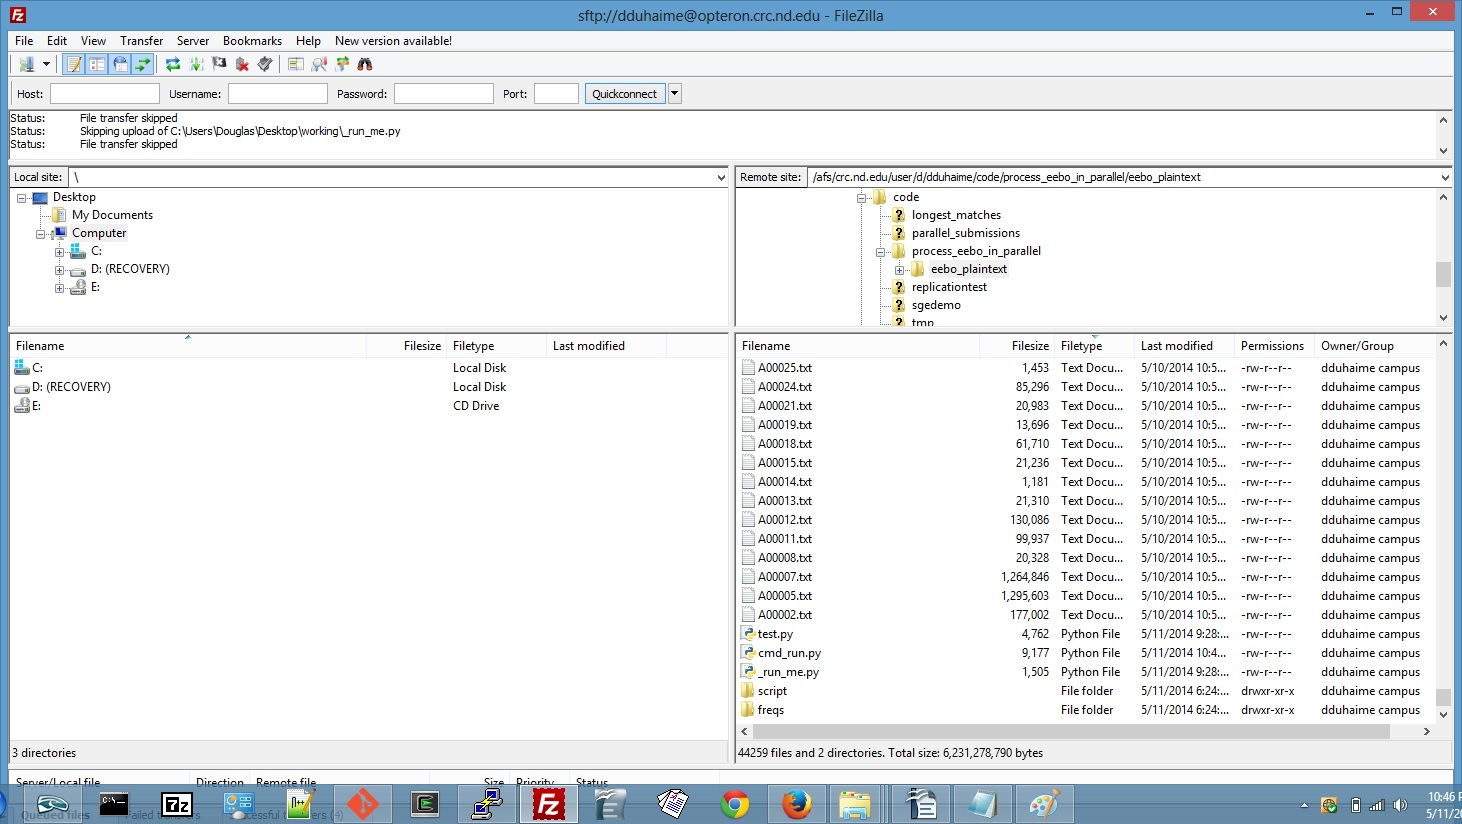 sftp://dduhaime@opteron.crc.nd.edu - FileZilla
File Edit View Transfer Server Bookmarks Help New version available!
Host: Username: Password: Port: Quickconnect
Status: File transfer skipped
Status: Skipping upload of C:\Users\Douglas\Desktop\working\_run_me.py
Status: File transfer skipped
Local site: \
Desktop
My Documents
Computer
C:
D: (RECOVERY)
E:
Remote site: /afs/crc.nd.edu/user/d/dduhaime/code/process_eebo_in_parallel/eebo_plaintext
code
longest_matches
parallel_submissions
process_eebo_in_parallel
eebo_plaintext
replicationtest
sgedemo
tmp
Filename Filesize Filetype Last modified
C: Local Disk
D: (RECOVERY) Local Disk
E: CD Drive
3 directories
Filename Filesize Filetype Last modified Permissions Owner/Group
A00025.txt 1,453 Text Docu... 5/10/2014 10:5... -rw-r--r-- dduhaime campus
A00024.txt 85,296 Text Docu... 5/10/2014 10:5... -rw-r--r-- dduhaime campus
A00021.txt 20,983 Text Docu... 5/10/2014 10:5... -rw-r--r-- dduhaime campus
A00019.txt 13,696 Text Docu... 5/10/2014 10:5... -rw-r--r-- dduhaime campus
A00018.txt 61,710 Text Docu... 5/10/2014 10:5... -rw-r--r-- dduhaime campus
A00015.txt 21,236 Text Docu... 5/10/2014 10:5... -rw-r--r-- dduhaime campus
A00014.txt 1,181 Text Docu... 5/10/2014 10:5... -rw-r--r-- dduhaime campus
A00013.txt 21,310 Text Docu... 5/10/2014 10:5... -rw-r--r-- dduhaime campus
A00012.txt 130,086 Text Docu... 5/10/2014 10:5... -rw-r--r-- dduhaime campus
A00011.txt 99,937 Text Docu... 5/10/2014 10:5... -rw-r--r-- dduhaime campus
A00008.txt 20,328 Text Docu... 5/10/2014 10:5... -rw-r--r-- dduhaime campus
A00007.txt 1,264,846 Text Docu... 5/10/2014 10:5... -rw-r--r-- dduhaime campus
A00005.txt 1,295,603 Text Docu... 5/10/2014 10:5... -rw-r--r-- dduhaime campus
A00002.txt 177,002 Text Docu... 5/10/2014 10:5... -rw-r--r-- dduhaime campus
test.py 4,762 Python File 5/11/2014 9:28:... -rw-r--r-- dduhaime campus
cmd_run.py 9,177 Python File 5/11/2014 10:4... -rw-r--r-- dduhaime campus
_run_me.py 1,505 Python File 5/11/2014 9:28:... -rw-r--r-- dduhaime campus
script File folder 5/11/2014 6:24:... drwxr-xr-x dduhaime campus
freqs File folder 5/11/2014 6:24:... drwxr-xr-x dduhaime campus
44259 files and 2 directories. Total size: 6,231,278,790 bytes
Server/Local file Direction Remote file Size Priority Status
Queued files
10:46 P
5/11/20